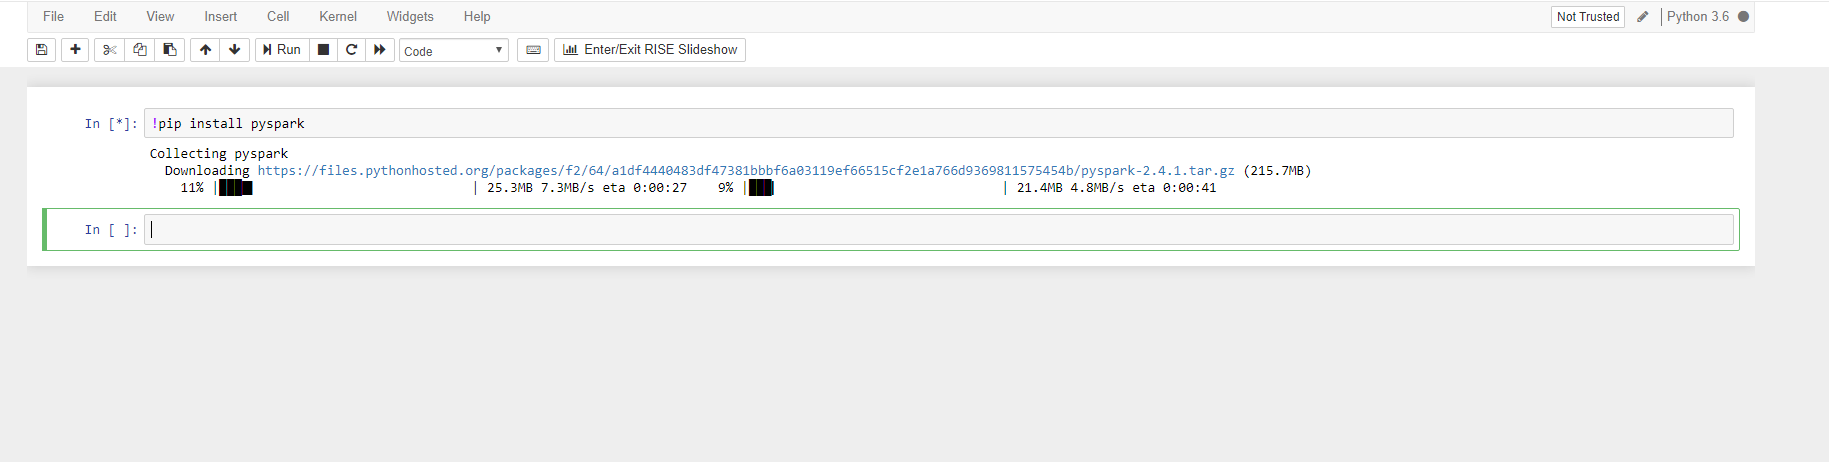 File Edit View Insert Cell Kernel Widgets Help Not Trusted Python 3.6
Run Code Enter/Exit RISE Slideshow
In [*]: !pip install pyspark
Collecting pyspark
Downloading https://files.pythonhosted.org/packages/f2/64/a1df4440483df47381bbbf6a03119ef66515cf2e1a766d9369811575454b/pyspark-2.4.1.tar.gz (215.7MB)
11% |███▋ | 25.3MB 7.3MB/s eta 0:00:27 9% |███ | 21.4MB 4.8MB/s eta 0:00:41
In [ ]: